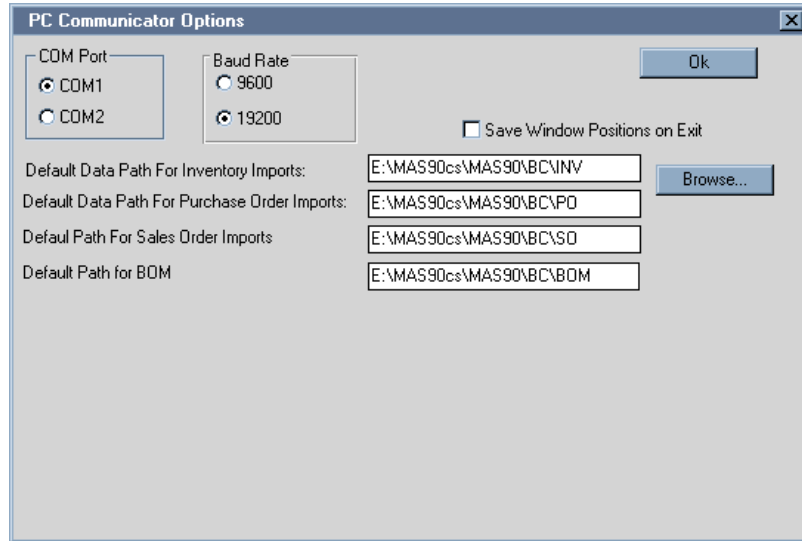 PC Communicator Options
COM Port
COM1
COM2
Baud Rate
9600
19200
Ok
Save Window Positions on Exit
Default Data Path For Inventory Imports: E:\MAS90cs\MAS90\BC\INV
Browse...
Default Data Path For Purchase Order Imports: E:\MAS90cs\MAS90\BC\PO
Defaul Path For Sales Order Imports E:\MAS90cs\MAS90\BC\SO
Default Path for BOM E:\MAS90cs\MAS90\BC\BOM